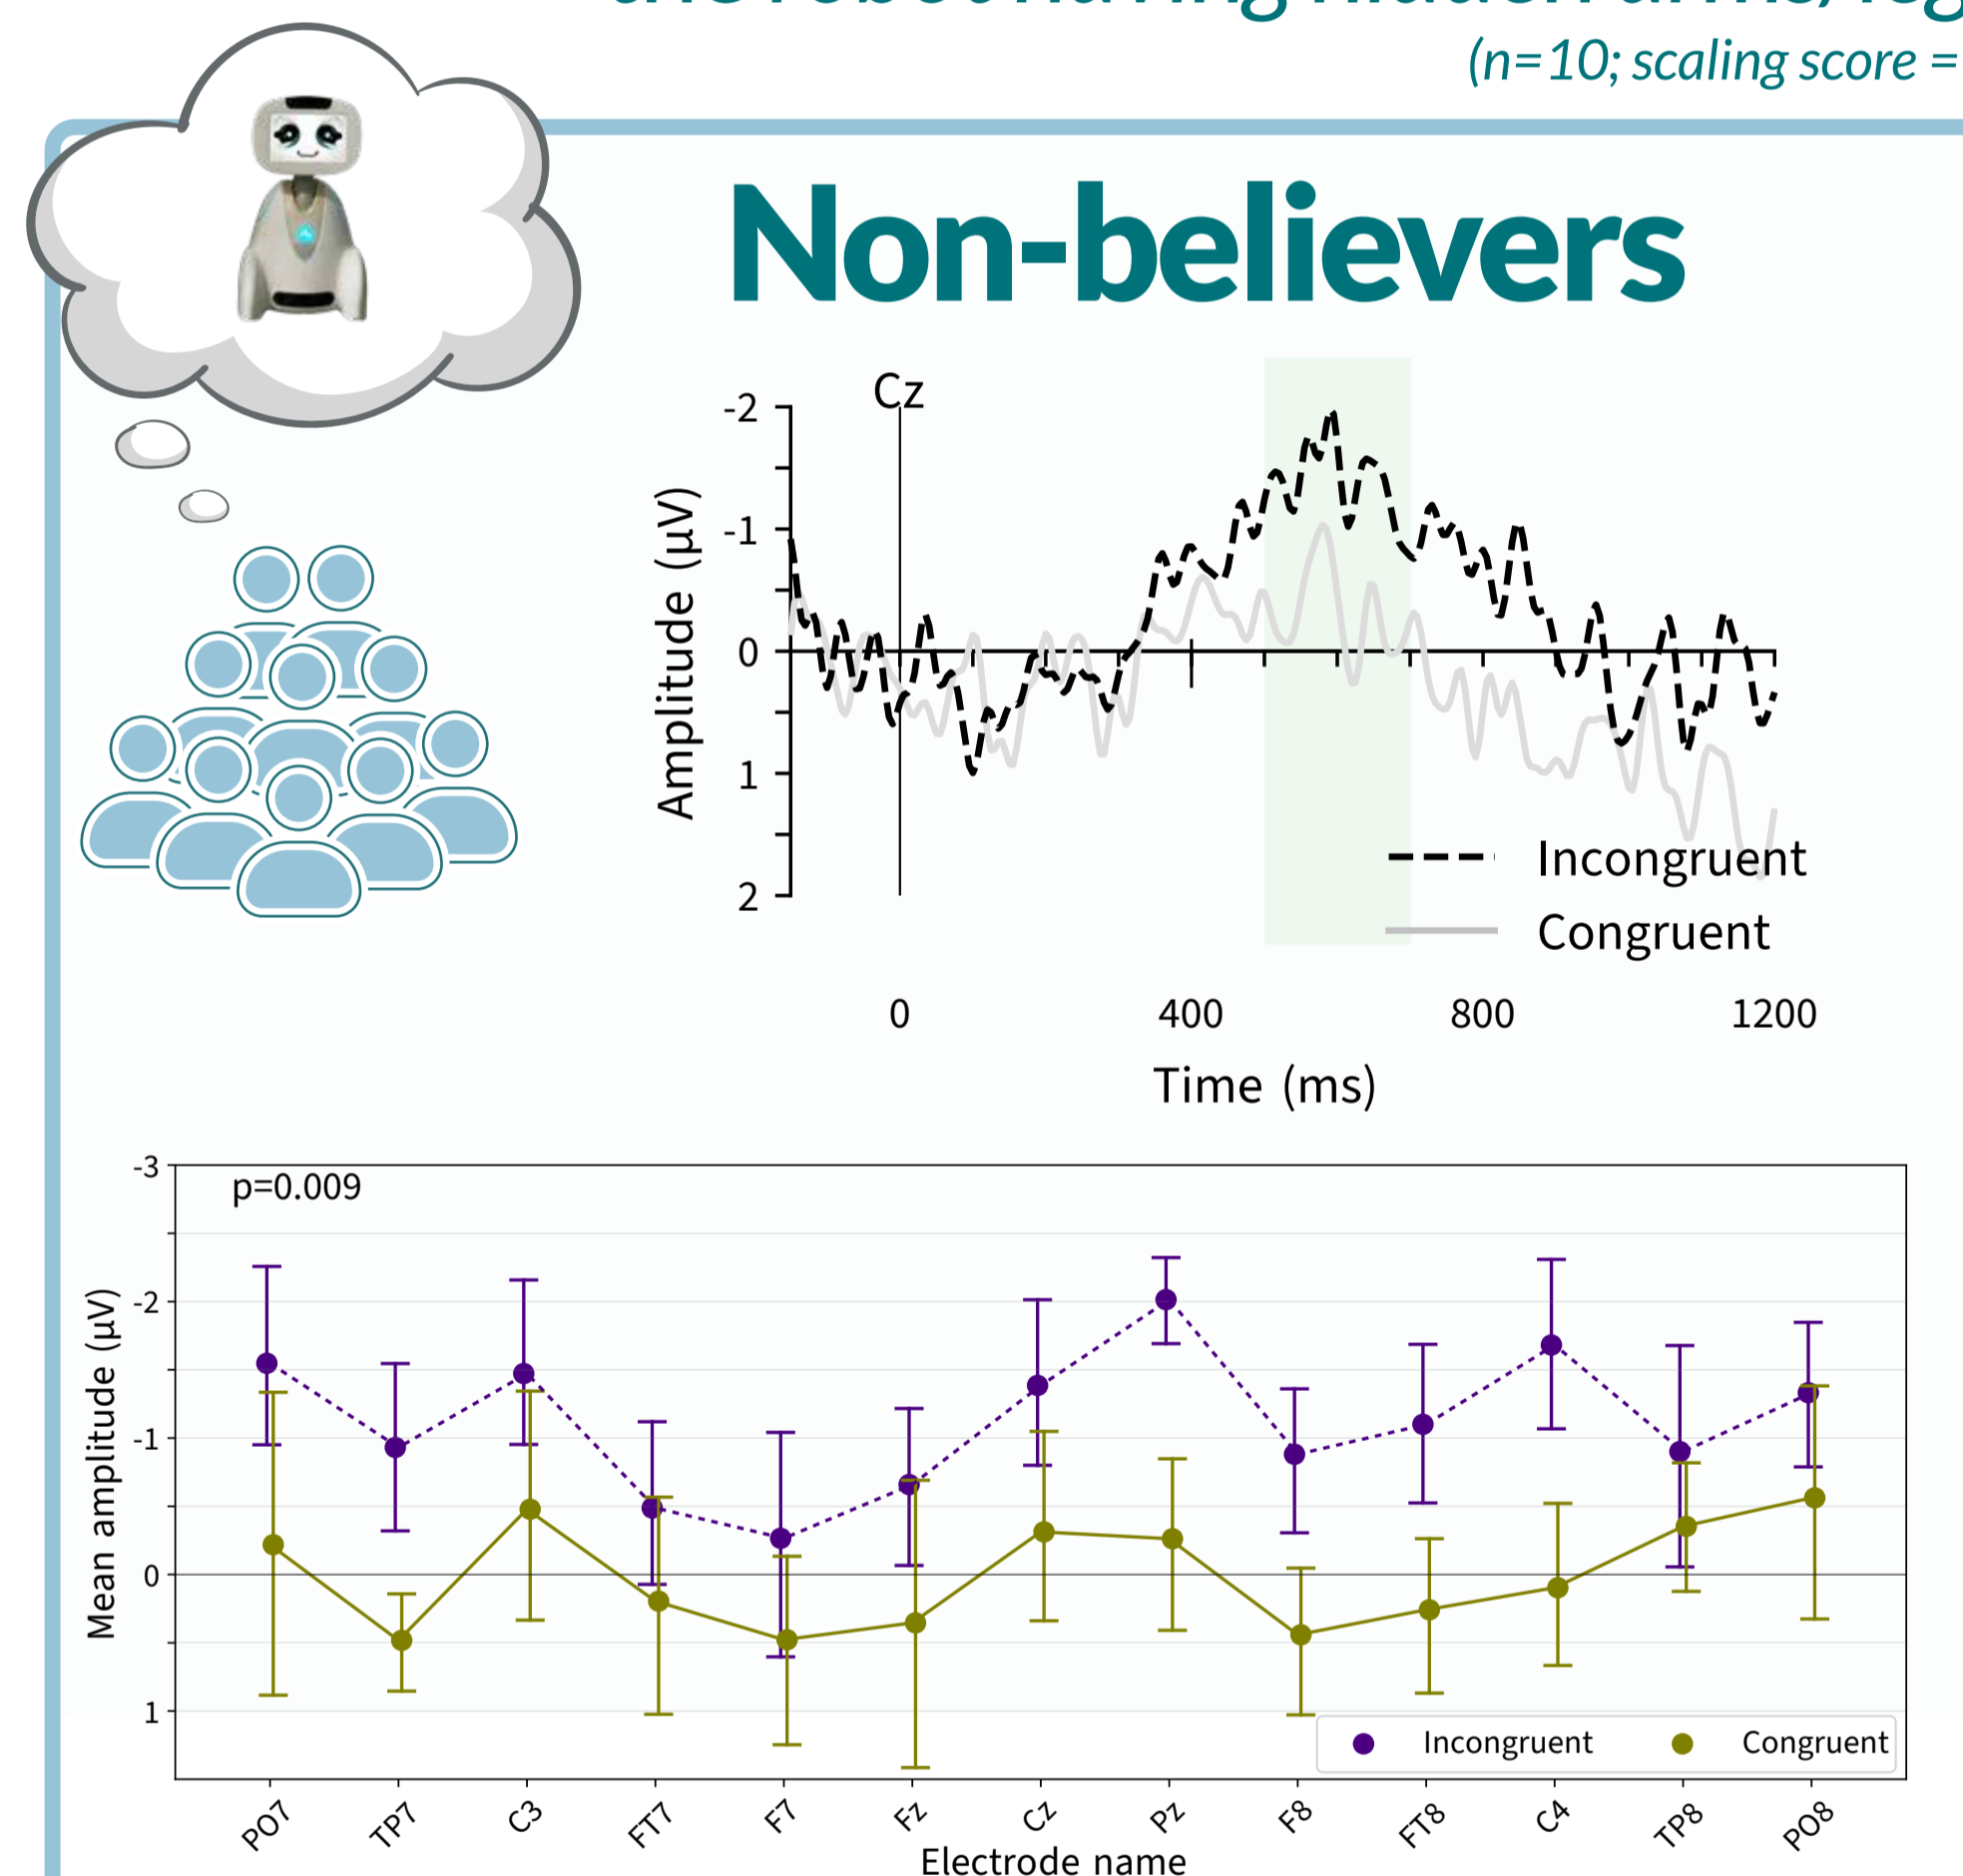 (n=10; scaling score =
Non-believers
Cz
-2
-1
0
1
2
Amplitude (µV)
Incongruent
Congruent
0 400 800 1200
Time (ms)
p=0.009
-3
-2
-1
0
1
Mean amplitude (µV)
Incongruent Congruent
PO7 TP7 C3 FT7 F7 Fz Cz Pz F8 FT8 C4 TP8 PO8
Electrode name